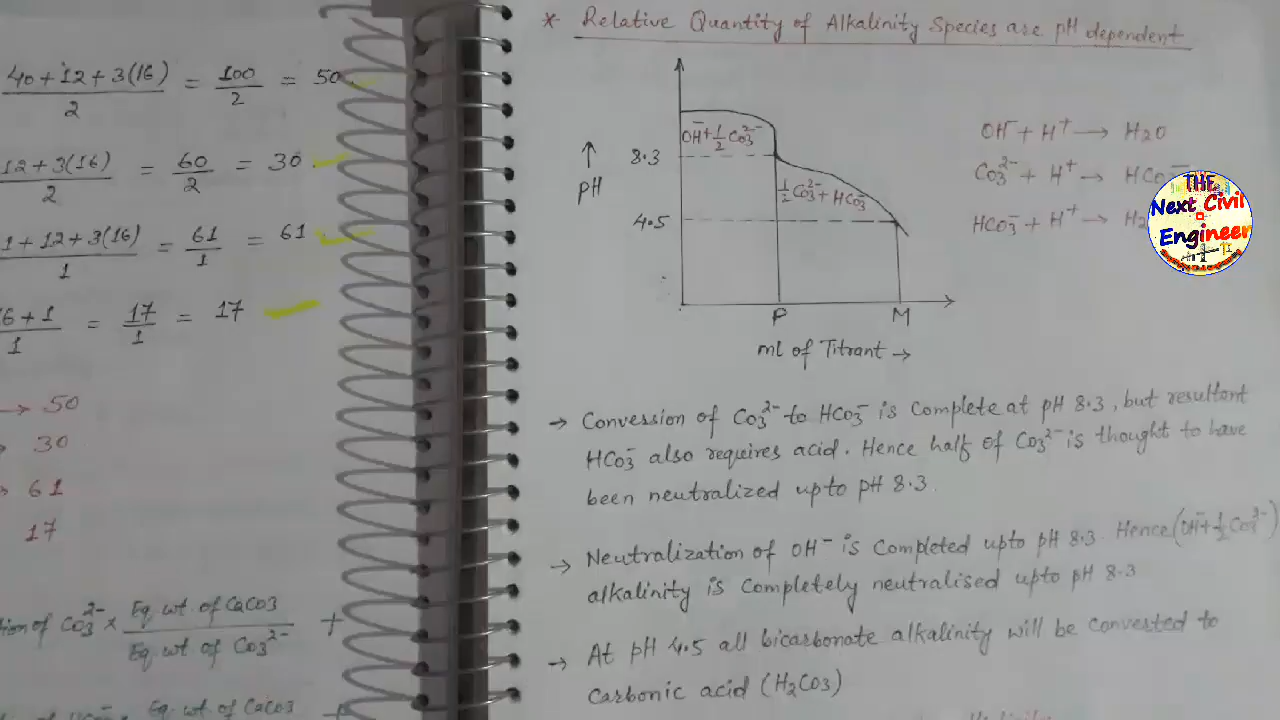 40+12+3(16)/2 = 100/2 = 50
12+3(16)/2 = 60/2 = 30
1+12+3(16)/1 = 61/1 = 61
16+1/1 = 17/1 = 17
→ 50
30
61
17
of Co3²⁻ × Eq. wt. of CaCO3/Eq. wt of Co3²⁻ +
Eq wt of CaCO3
* Relative Quantity of Alkalinity Species are pH dependent
OH⁻+½Co3²⁻
8.3
↑
pH
½Co3²⁻+HCo3⁻
4.5
P M
ml of Titrant →
OH⁻ + H⁺ → H2O
Co3²⁻ + H⁺ → HCo3⁻
HCo3⁻ + H⁺ → H2
THE
Next Civil
Engineer
→ Conversion of Co3²⁻ to HCo3⁻ is complete at pH 8.3, but resultant
HCo3⁻ also requires acid. Hence half of Co3²⁻ is thought to have
been neutralized upto pH 8.3.
→ Neutralization of OH⁻ is completed upto pH 8.3. Hence (OH⁻+½Co3²⁻)
alkalinity is completely neutralised upto pH 8.3
→ At pH 4.5 all bicarbonate alkalinity will be converted to
carbonic acid (H2Co3)